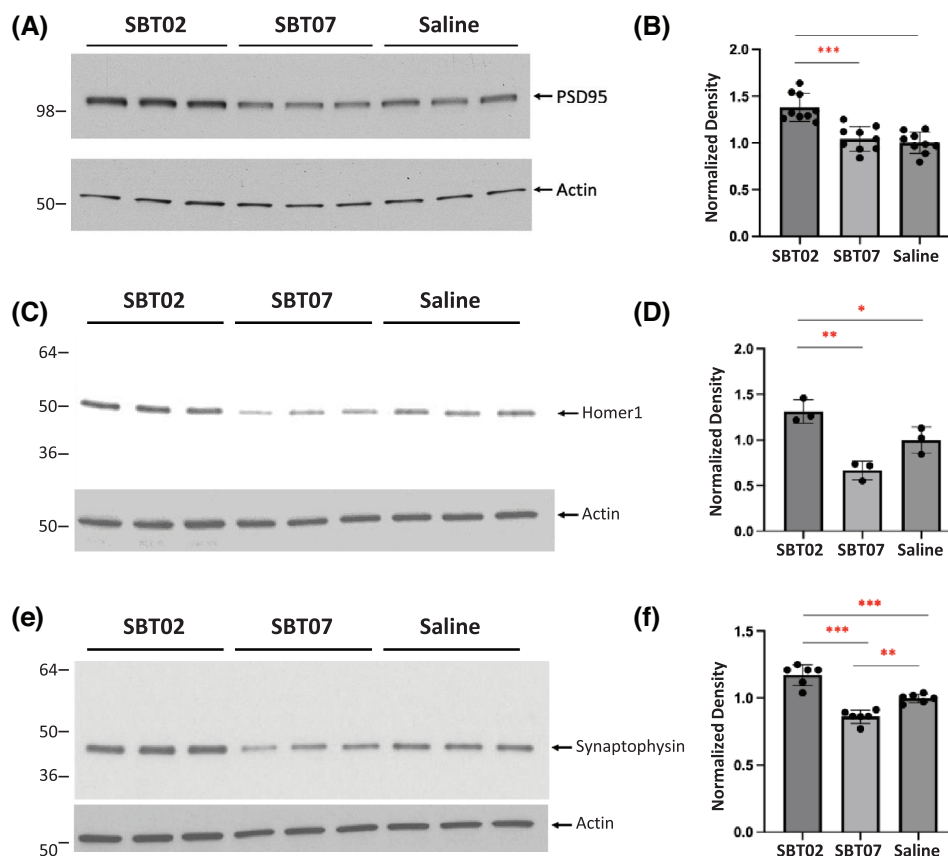 (A)
SBT02 SBT07 Saline
98–
PSD95
50–
Actin
(B)
***
Normalized Density
2.0
1.5
1.0
0.5
0.0
SBT02 SBT07 Saline
(C)
SBT02 SBT07 Saline
64–
50–
36–
Homer1
50–
Actin
(D)
*
**
Normalized Density
2.0
1.5
1.0
0.5
0.0
SBT02 SBT07 Saline
(e)
SBT02 SBT07 Saline
64–
50–
36–
Synaptophysin
50–
Actin
(f)
***
***
**
Normalized Density
1.5
1.0
0.5
0.0
SBT02 SBT07 Saline